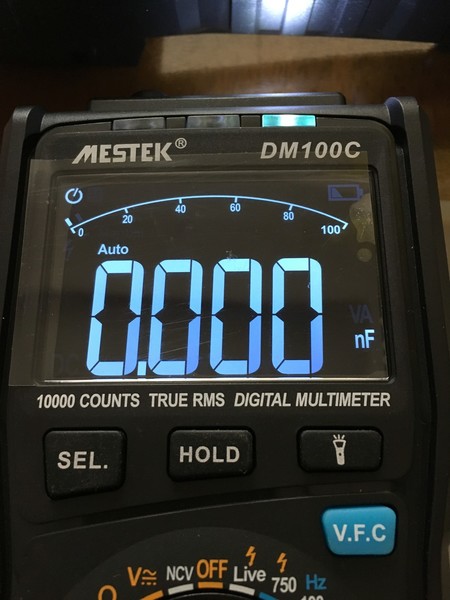 MESTEK® DM100C
0 20 40 60 80 100
Auto
0.000
VA
nF
10000 COUNTS TRUE RMS DIGITAL MULTIMETER
SEL. HOLD
V.F.C
V NCV OFF Live 750 Hz